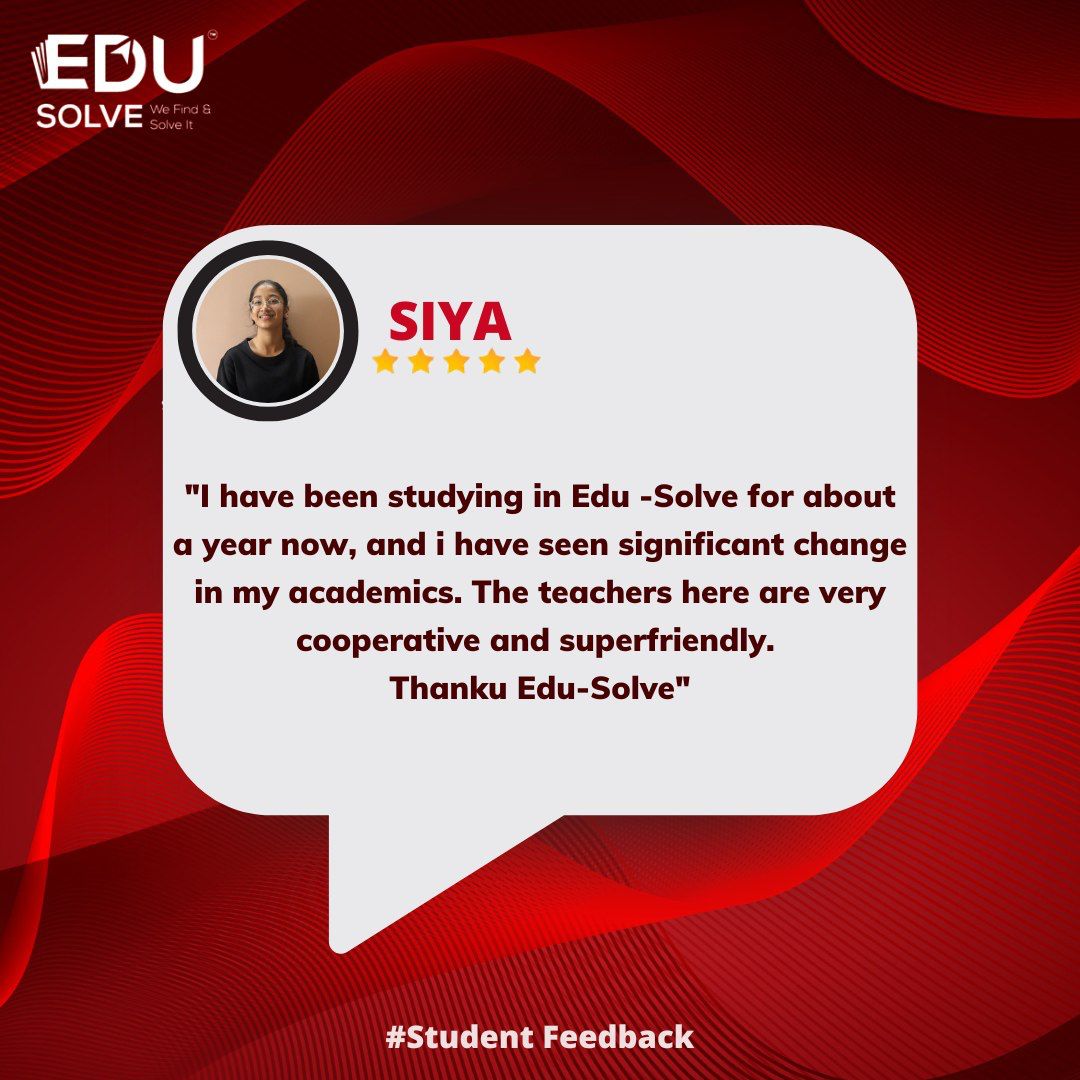 EDU™
SOLVE We Find &
Solve It
SIYA
"I have been studying in Edu -Solve for about
a year now, and i have seen significant change
in my academics. The teachers here are very
cooperative and superfriendly.
Thanku Edu-Solve"
#Student Feedback